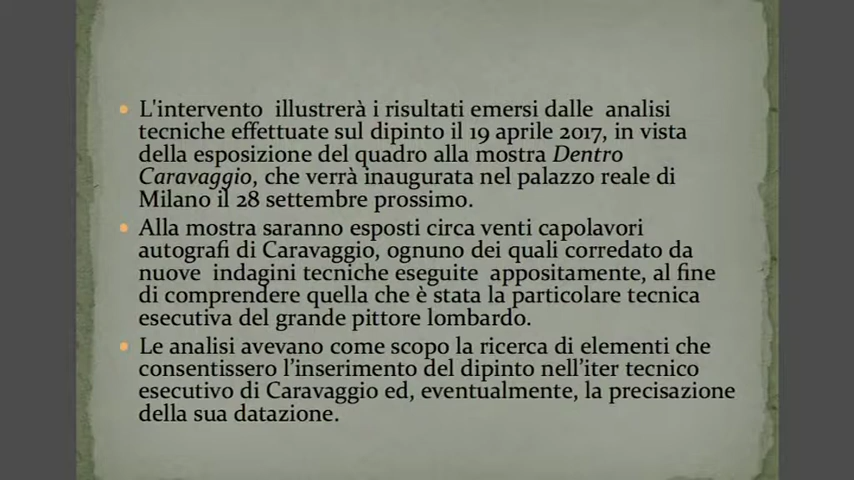 L'intervento  illustrerà i risultati emersi dalle  analisi
tecniche effettuate sul dipinto il 19 aprile 2017, in vista
della esposizione del quadro alla mostra Dentro
Caravaggio, che verrà inaugurata nel palazzo reale di
Milano il 28 settembre prossimo.
Alla mostra saranno esposti circa venti capolavori
autografi di Caravaggio, ognuno dei quali corredato da
nuove  indagini tecniche eseguite  appositamente, al fine
di comprendere quella che è stata la particolare tecnica
esecutiva del grande pittore lombardo.
Le analisi avevano come scopo la ricerca di elementi che
consentissero l’inserimento del dipinto nell’iter tecnico
esecutivo di Caravaggio ed, eventualmente, la precisazione
della sua datazione.